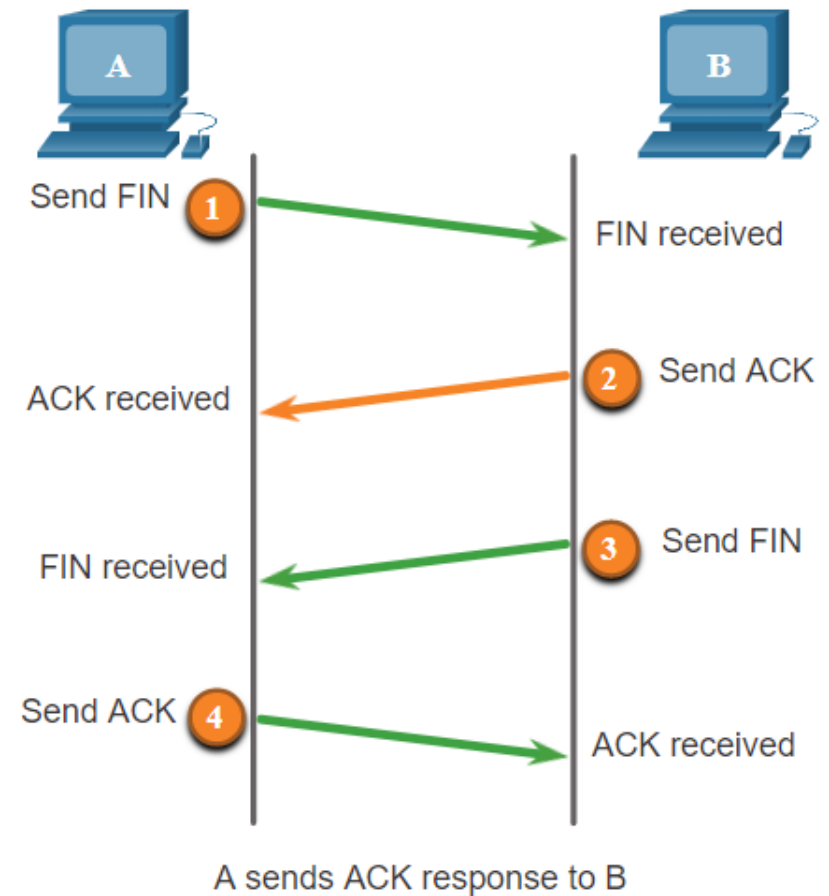 A
B
Send FIN 1
FIN received
2 Send ACK
ACK received
3 Send FIN
FIN received
Send ACK 4
ACK received
A sends ACK response to B